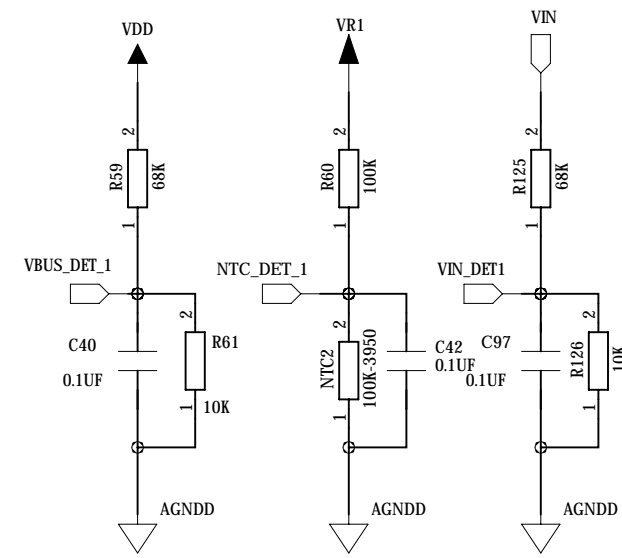 VDD
2
R59
68K
1
VBUS_DET_1
C40
0.1UF
2
R61
1
10K
AGNDD
VR1
2
R60
100K
1
NTC_DET_1
2
NTC2
100K-3950
1
C42
0.1UF
AGNDD
VIN
2
R125
68K
1
VIN_DET1
C97
0.1UF
2
R126
10K
1
AGNDD